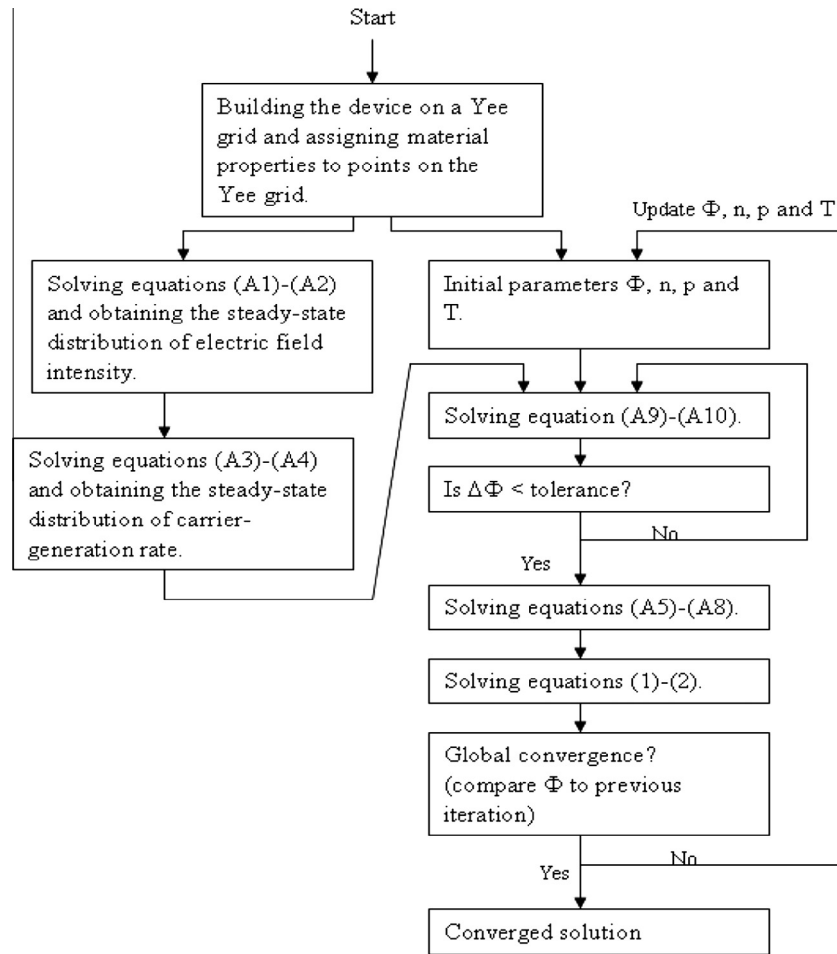 Start
Building the device on a Yee
grid and assigning material
properties to points on the
Yee grid.
Update Φ, n, p and T
Solving equations (A1)-(A2)
and obtaining the steady-state
distribution of electric field
intensity.
Initial parameters Φ, n, p and
T.
Solving equation (A9)-(A10).
Solving equations (A3)-(A4)
and obtaining the steady-state
distribution of carrier-
generation rate.
Is ΔΦ < tolerance?
No
Yes
Solving equations (A5)-(A8).
Solving equations (1)-(2).
Global convergence?
(compare Φ to previous
iteration)
No
Yes
Converged solution